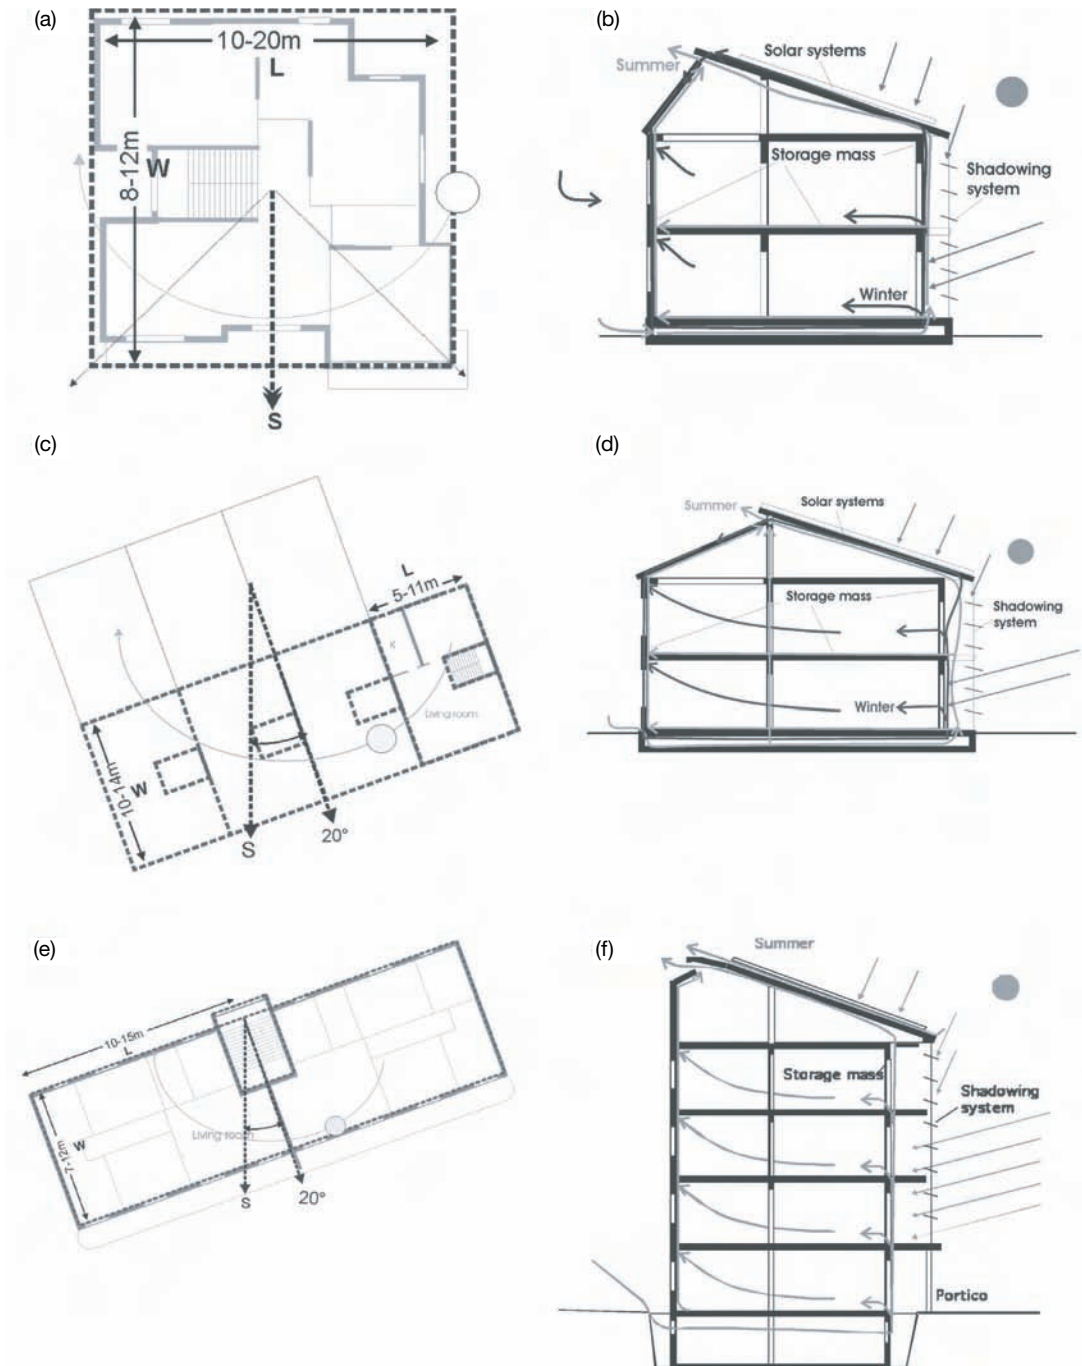 (a)
10-20m
L
8-12m
W
S
(b)
Solar systems
Summer
Storage mass
Shadowing
system
Winter
(c)
L
5-11m
K
Living room
10-14m
W
S
20°
(d)
Solar systems
Summer
Storage mass
Shadowing
system
Winter
(e)
10-15m
L
7-12m
W
Living room
S
20°
(f)
Summer
Storage mass
Shadowing
system
Portico